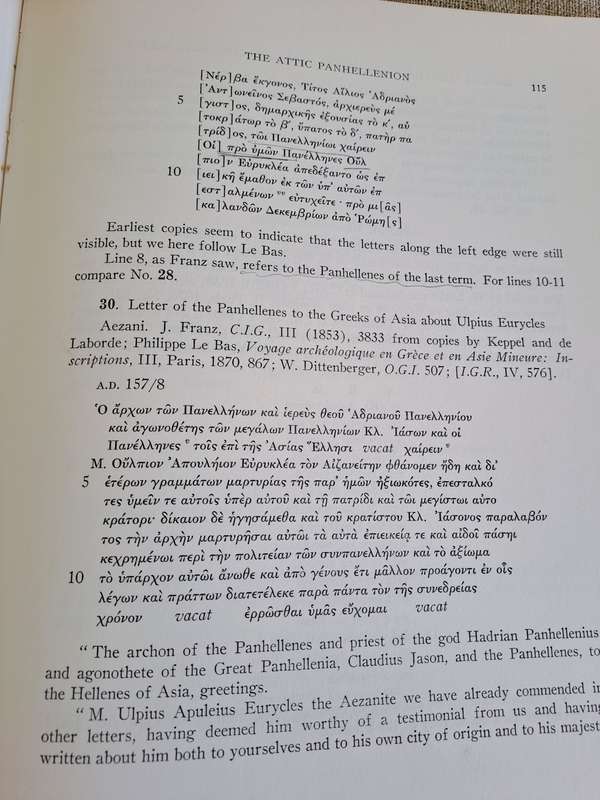 THE ATTIC PANHELLENION
115
[Νέρ]βα ἔκγονος, Τίτος Αἴλιος Ἁδριανὸς
5 [Ἀντ]ωνεῖνος Σεβαστός, ἀρχιερεὺς μέ
[γιστ]ος, δημαρχικῆς ἐξουσίας τὸ κ´, αὐ
[τοκρ]άτωρ τὸ β´, ὕπατος τὸ δ´, πατὴρ πα
[τρίδ]ος, τῶι Πανελληνίωι χαίρειν
[Οἱ] πρὸ ὑμῶν Πανέλληνες Οὔλ
[πιο]ν Εὐρυκλέα ἀπεδέξαντο ὡς ἐπ
10 [ιει]κῆ ἔμαθον ἐκ τῶν ὑπ' αὐτῶν ἐπ
[εστ]αλμένων vv εὐτυχεῖτε · πρὸ μι[ᾶς]
[κα]λανδῶν Δεκεμβρίων ἀπὸ Ῥώμη[ς]
Earliest copies seem to indicate that the letters along the left edge were still
visible, but we here follow Le Bas.
Line 8, as Franz saw, refers to the Panhellenes of the last term. For lines 10-11
compare No. 28.
30. Letter of the Panhellenes to the Greeks of Asia about Ulpius Eurycles
Aezani. J. Franz, C.I.G., III (1853), 3833 from copies by Keppel and de
Laborde; Philippe Le Bas, Voyage archéologique en Grèce et en Asie Mineure: In-
scriptions, III, Paris, 1870, 867; W. Dittenberger, O.G.I. 507; [I.G.R., IV, 576].
A.D. 157/8
Ὁ ἄρχων τῶν Πανελλήνων καὶ ἱερεὺς θεοῦ Ἁδριανοῦ Πανελληνίου
καὶ ἀγωνοθέτης τῶν μεγάλων Πανελληνίων Κλ. Ἰάσων καὶ οἱ
Πανέλληνες v τοῖς ἐπὶ τῆς Ἀσίας Ἕλλησι vacat χαίρειν v
Μ. Οὔλπιον Ἀπουλήιον Εὐρυκλέα τὸν Αἰζανείτην φθάνομεν ἤδη καὶ δι'
5 ἑτέρων γραμμάτων μαρτυρίας τῆς παρ' ἡμῶν ἠξιωκότες, ἐπεσταλκό
τες ὑμεῖν τε αὐτοῖς ὑπὲρ αὐτοῦ καὶ τῇ πατρίδι καὶ τῶι μεγίστωι αὐτο
κράτορι· δίκαιον δὲ ἡγησάμεθα καὶ τοῦ κρατίστου Κλ. Ἰάσονος παραλαβόν
τος τὴν ἀρχὴν μαρτυρῆσαι αὐτῶι τὰ αὐτὰ ἐπιεικείᾳ τε καὶ αἰδοῖ πάσηι
κεχρημένωι περὶ τὴν πολιτείαν τῶν συνπανελλήνων καὶ τὸ ἀξίωμα
10 τὸ ὑπάρχον αὐτῶι ἄνωθε καὶ ἀπὸ γένους ἔτι μᾶλλον προάγοντι ἐν οἷς
λέγων καὶ πράττων διατετέλεκε παρὰ πάντα τὸν τῆς συνεδρείας
χρόνον vacat ἐρρῶσθαι ὑμᾶς εὔχομαι vacat
"The archon of the Panhellenes and priest of the god Hadrian Panhellenius
and agonothete of the Great Panhellenia, Claudius Jason, and the Panhellenes, to
the Hellenes of Asia, greetings.
"M. Ulpius Apuleius Eurycles the Aezanite we have already commended in
other letters, having deemed him worthy of a testimonial from us and having
written about him both to yourselves and to his own city of origin and to his majest